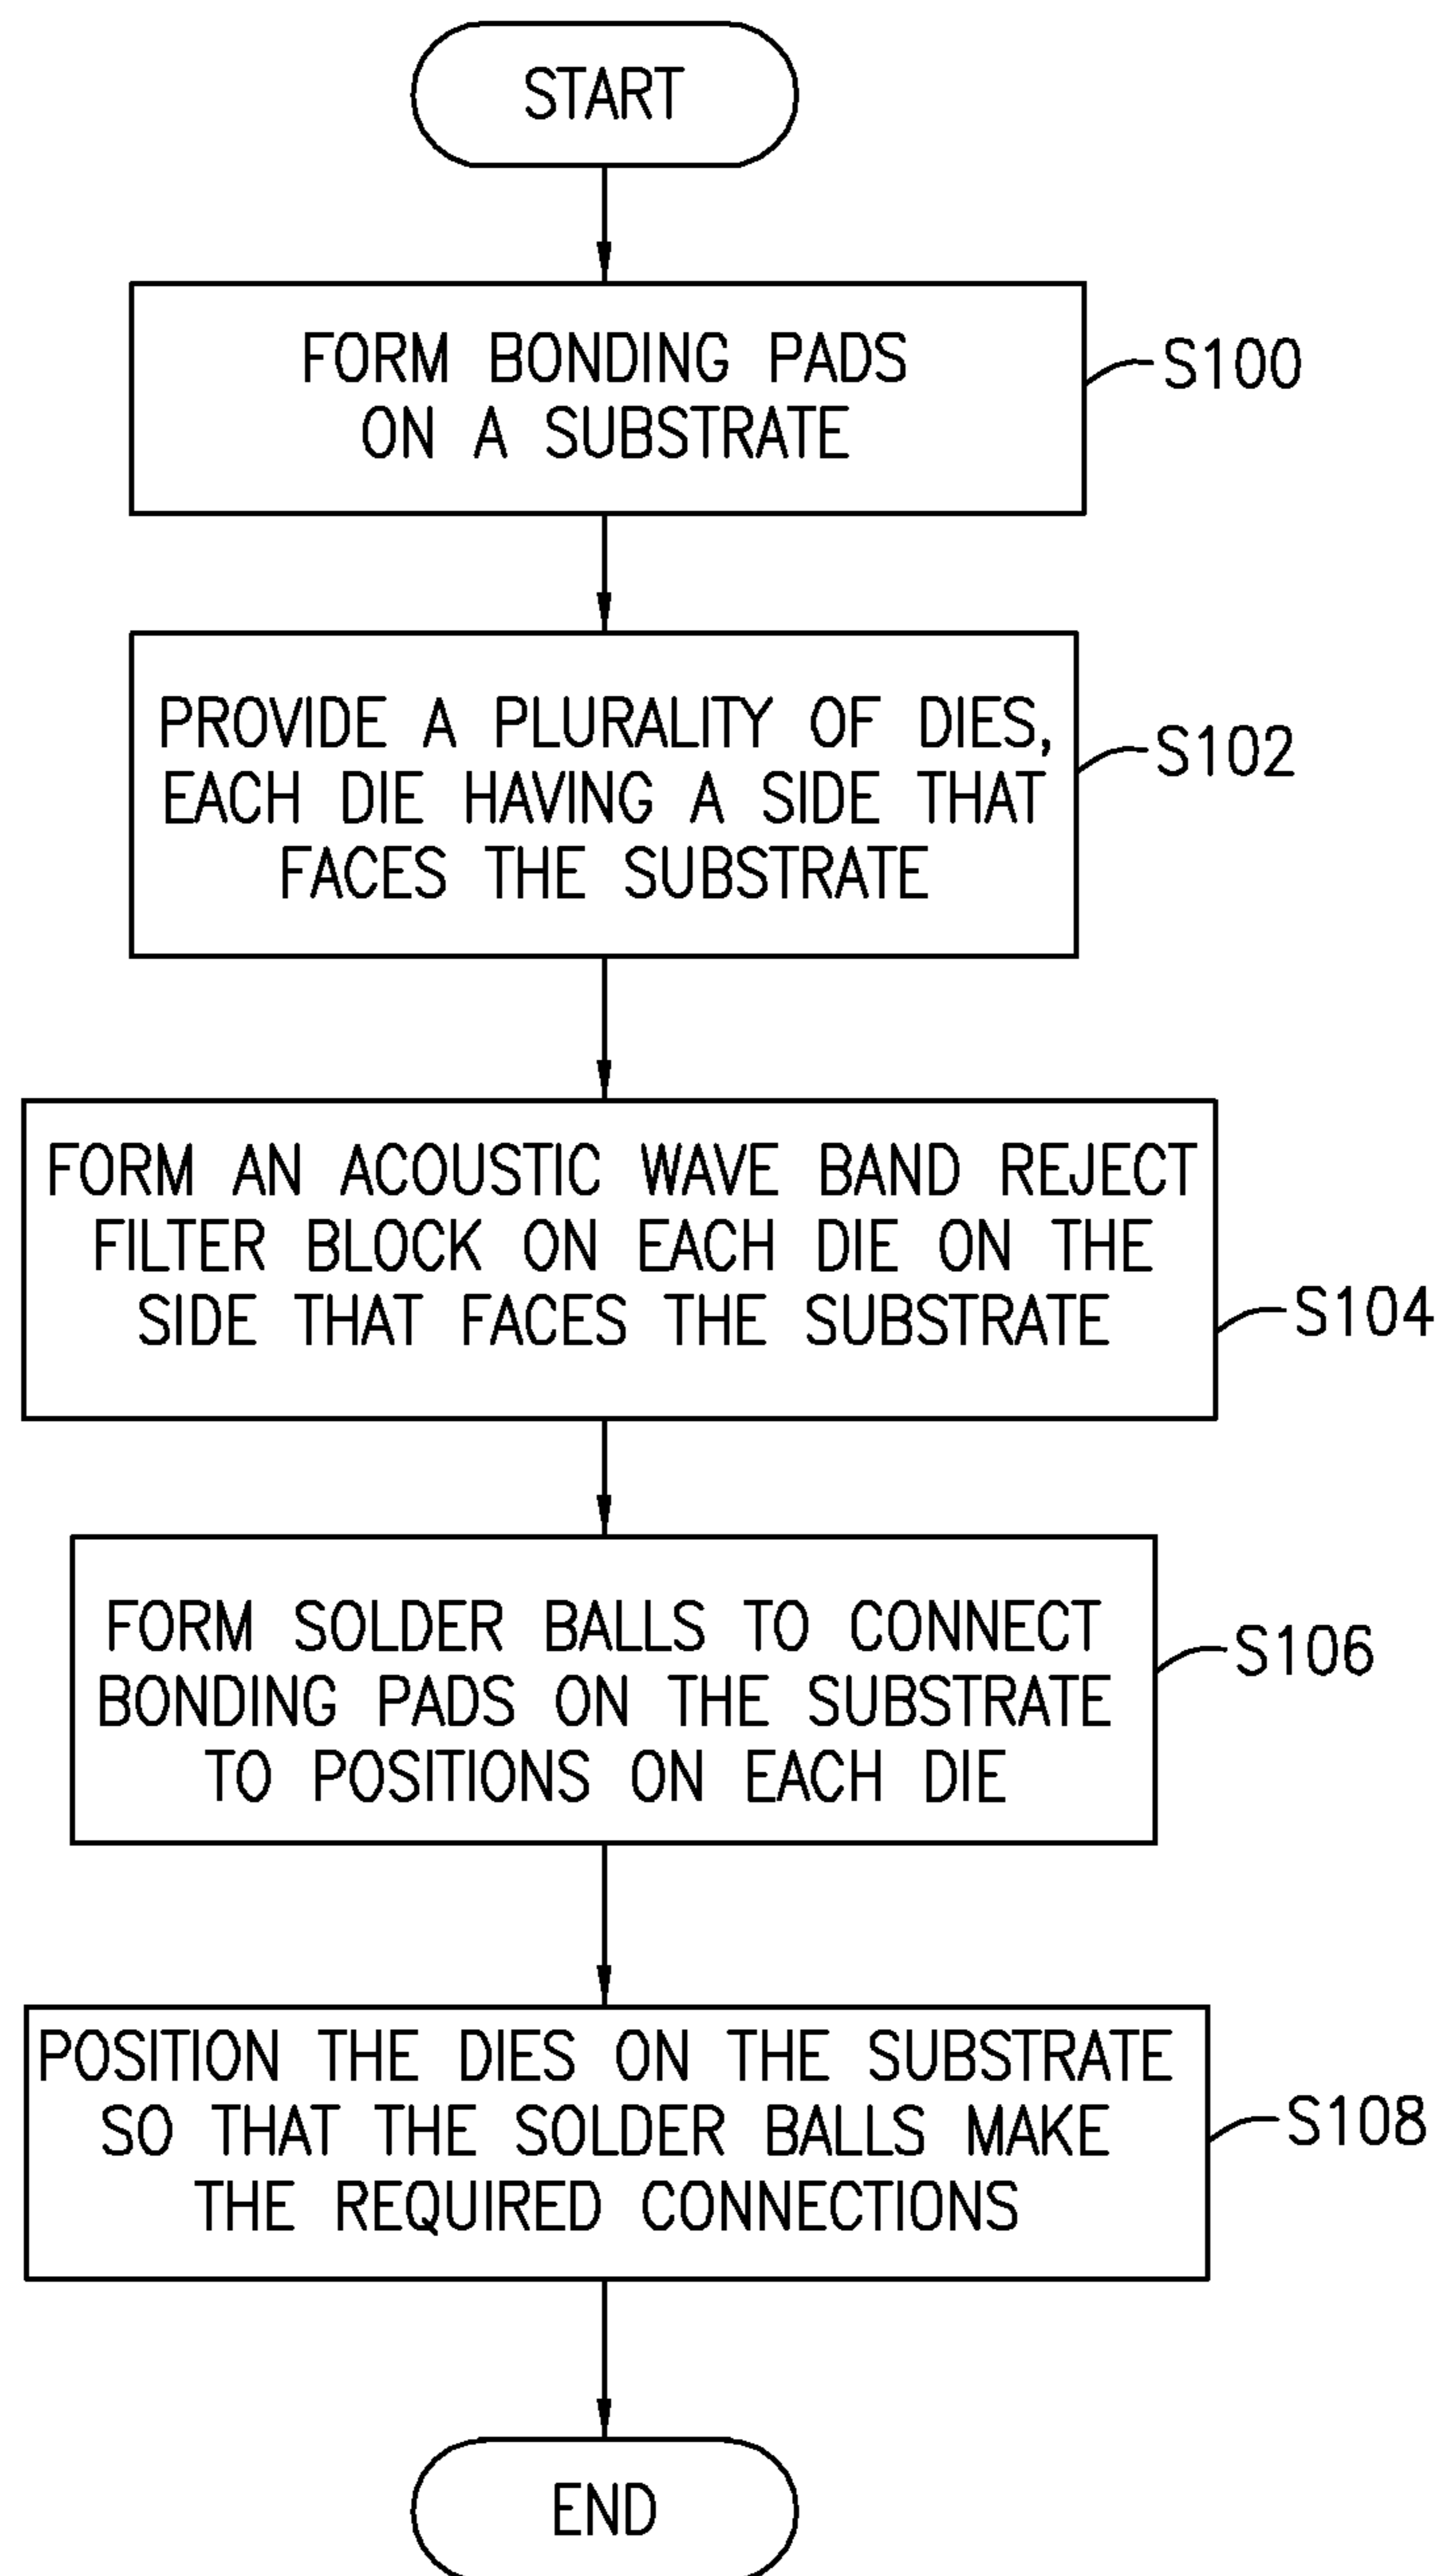 START
FORM BONDING PADS
ON A SUBSTRATE
S100
PROVIDE A PLURALITY OF DIES,
EACH DIE HAVING A SIDE THAT
FACES THE SUBSTRATE
S102
FORM AN ACOUSTIC WAVE BAND REJECT
FILTER BLOCK ON EACH DIE ON THE
SIDE THAT FACES THE SUBSTRATE
S104
FORM SOLDER BALLS TO CONNECT
BONDING PADS ON THE SUBSTRATE
TO POSITIONS ON EACH DIE
S106
POSITION THE DIES ON THE SUBSTRATE
SO THAT THE SOLDER BALLS MAKE
THE REQUIRED CONNECTIONS
S108
END